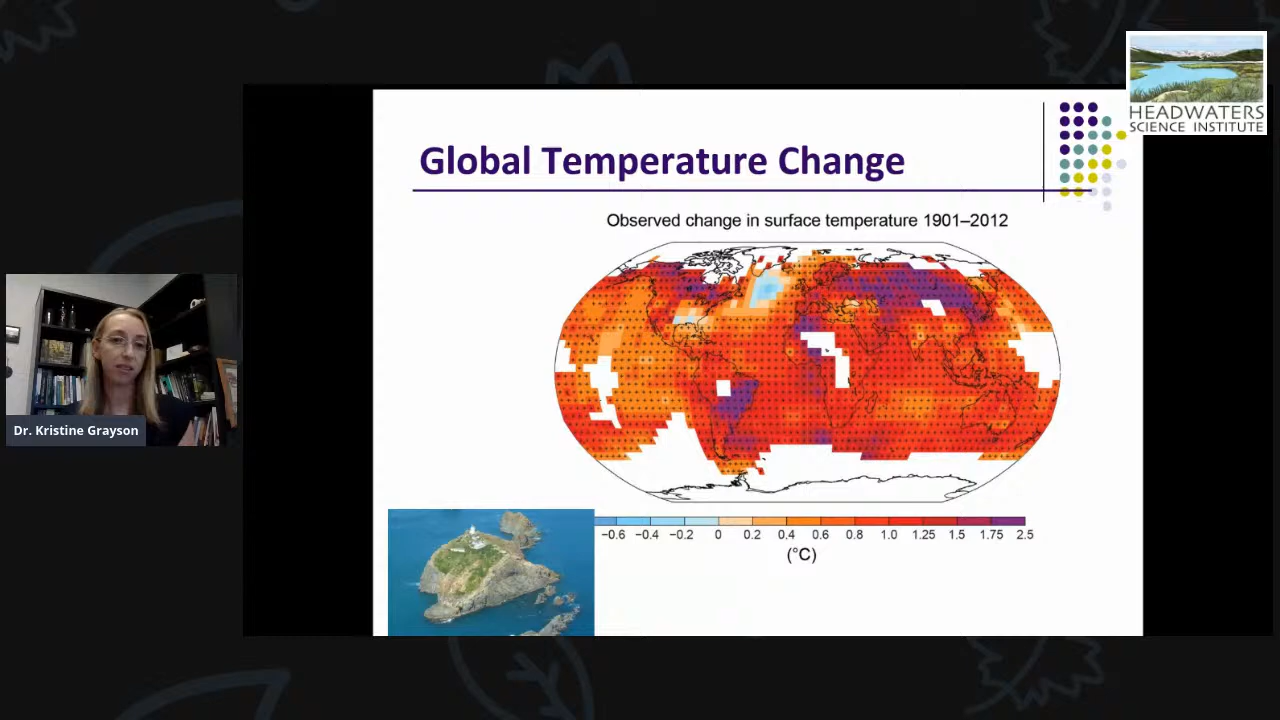 HEADWATERS
SCIENCE INSTITUTE
Global Temperature Change
Observed change in surface temperature 1901–2012
Dr. Kristine Grayson
−0.6 −0.4 −0.2 0 0.2 0.4 0.6 0.8 1.0 1.25 1.5 1.75 2.5
(°C)